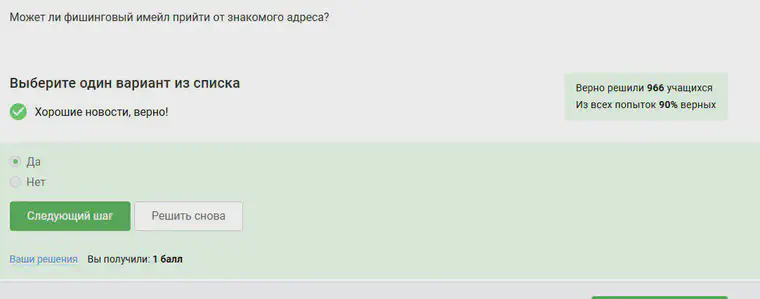 Может ли фишинговый имейл прийти от знакомого адреса?
Выберите один вариант из списка
Хорошие новости, верно!
Верно решили 966 учащихся
Из всех попыток 90% верных
Да
Нет
Следующий шаг
Решить снова
Ваши решения Вы получили: 1 балл